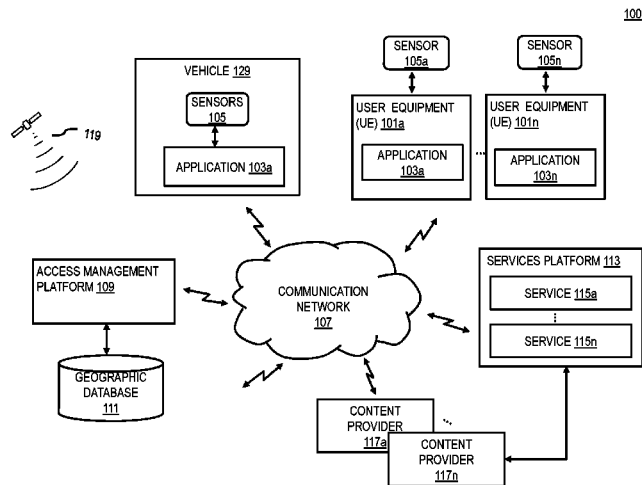 100
SENSOR
105a
SENSOR
105n
VEHICLE 129
SENSORS
105
APPLICATION 103a
119
USER EQUIPMENT
(UE) 101a
APPLICATION
103a
...
USER EQUIPMENT
(UE) 101n
APPLICATION
103n
ACCESS MANAGEMENT
PLATFORM 109
COMMUNICATION
NETWORK
107
SERVICES PLATFORM 113
SERVICE 115a
...
SERVICE 115n
GEOGRAPHIC
DATABASE
111
CONTENT
PROVIDER
117a
...
CONTENT
PROVIDER
117n